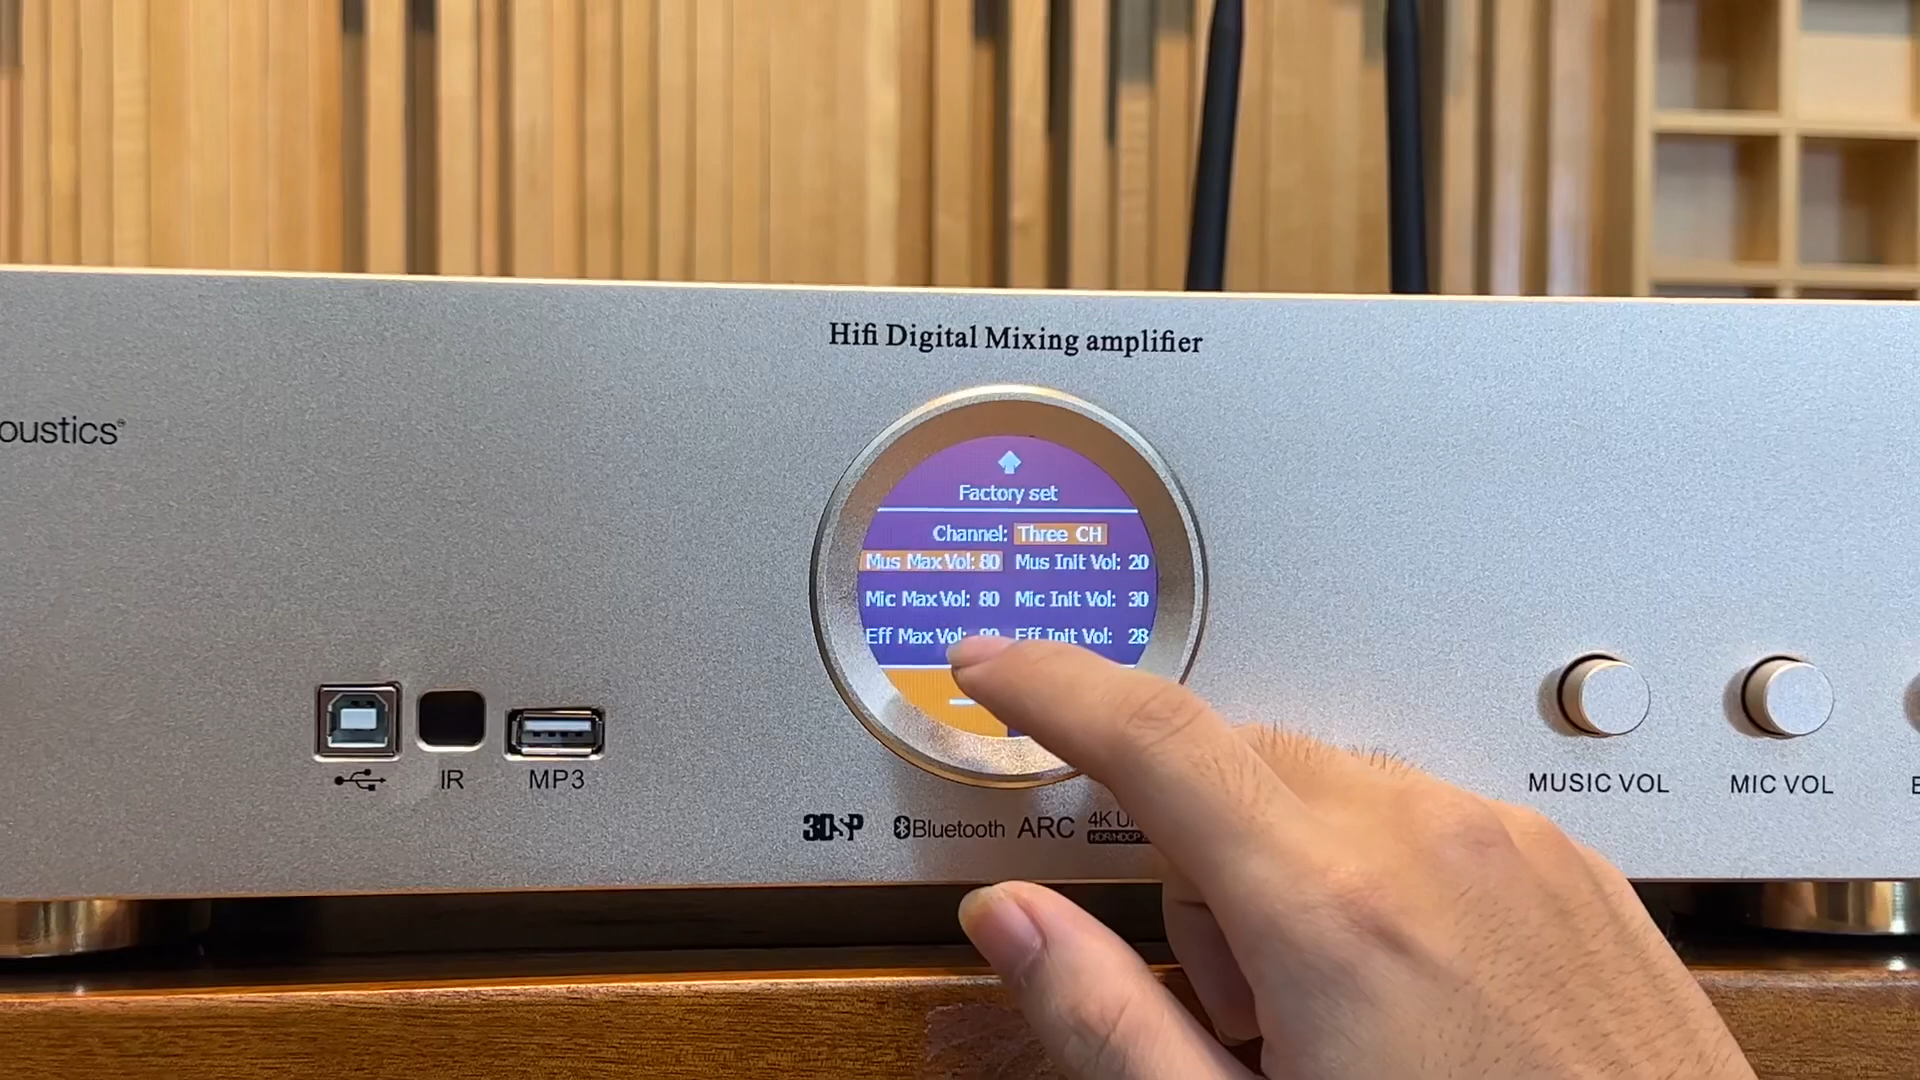 Hifi Digital Mixing amplifier
oustics®
Factory set
Channel: Three CH
Mus Max Vol: 80 Mus Init Vol: 20
Mic Max Vol: 80 Mic Init Vol: 30
Eff Max Vol: 80 Eff Init Vol: 28
IR
MP3
MUSIC VOL
MIC VOL
3DSP
Bluetooth
ARC
4K